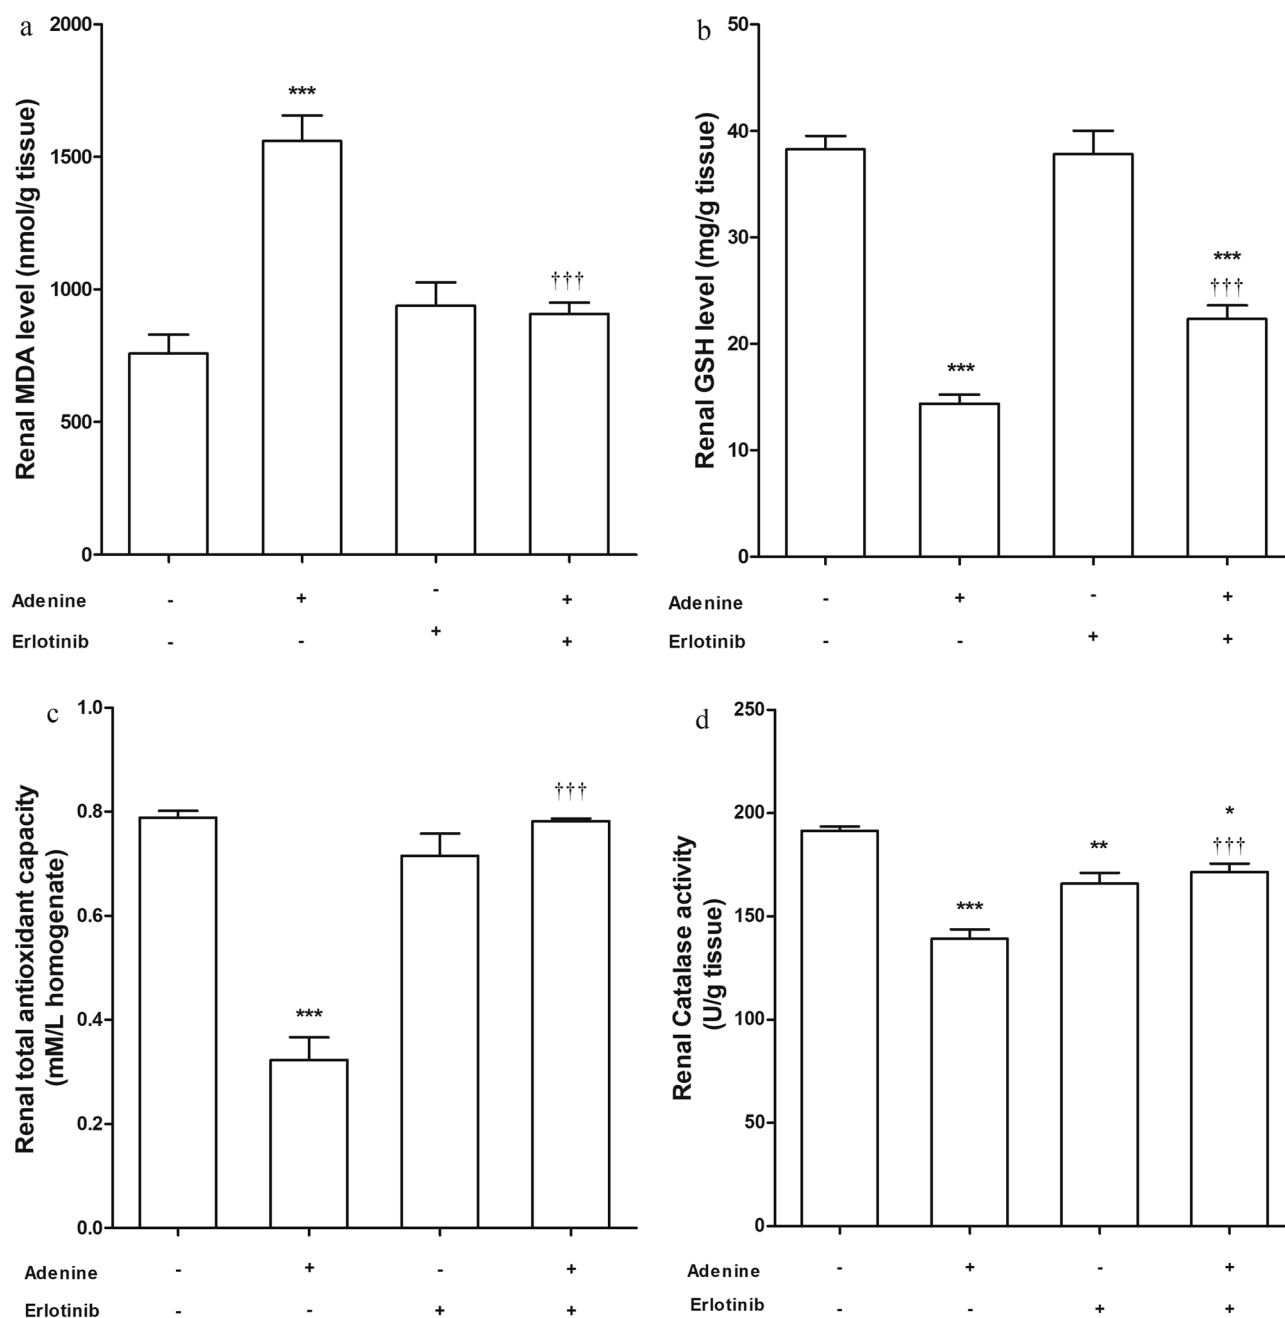 a
2000
1500
1000
500
0
Renal MDA level (nmol/g tissue)
***
†††
Adenine - + - +
Erlotinib - - + +
b
50
40
30
20
10
0
Renal GSH level (mg/g tissue)
***
***
†††
Adenine - + - +
Erlotinib - - + +
c
1.0
0.8
0.6
0.4
0.2
0.0
Renal total antioxidant capacity
(mM/L homogenate)
***
†††
Adenine - + - +
Erlotinib - - + +
d
250
200
150
100
50
0
Renal Catalase activity
(U/g tissue)
***
**
*
†††
Adenine - + - +
Erlotinib - - + +